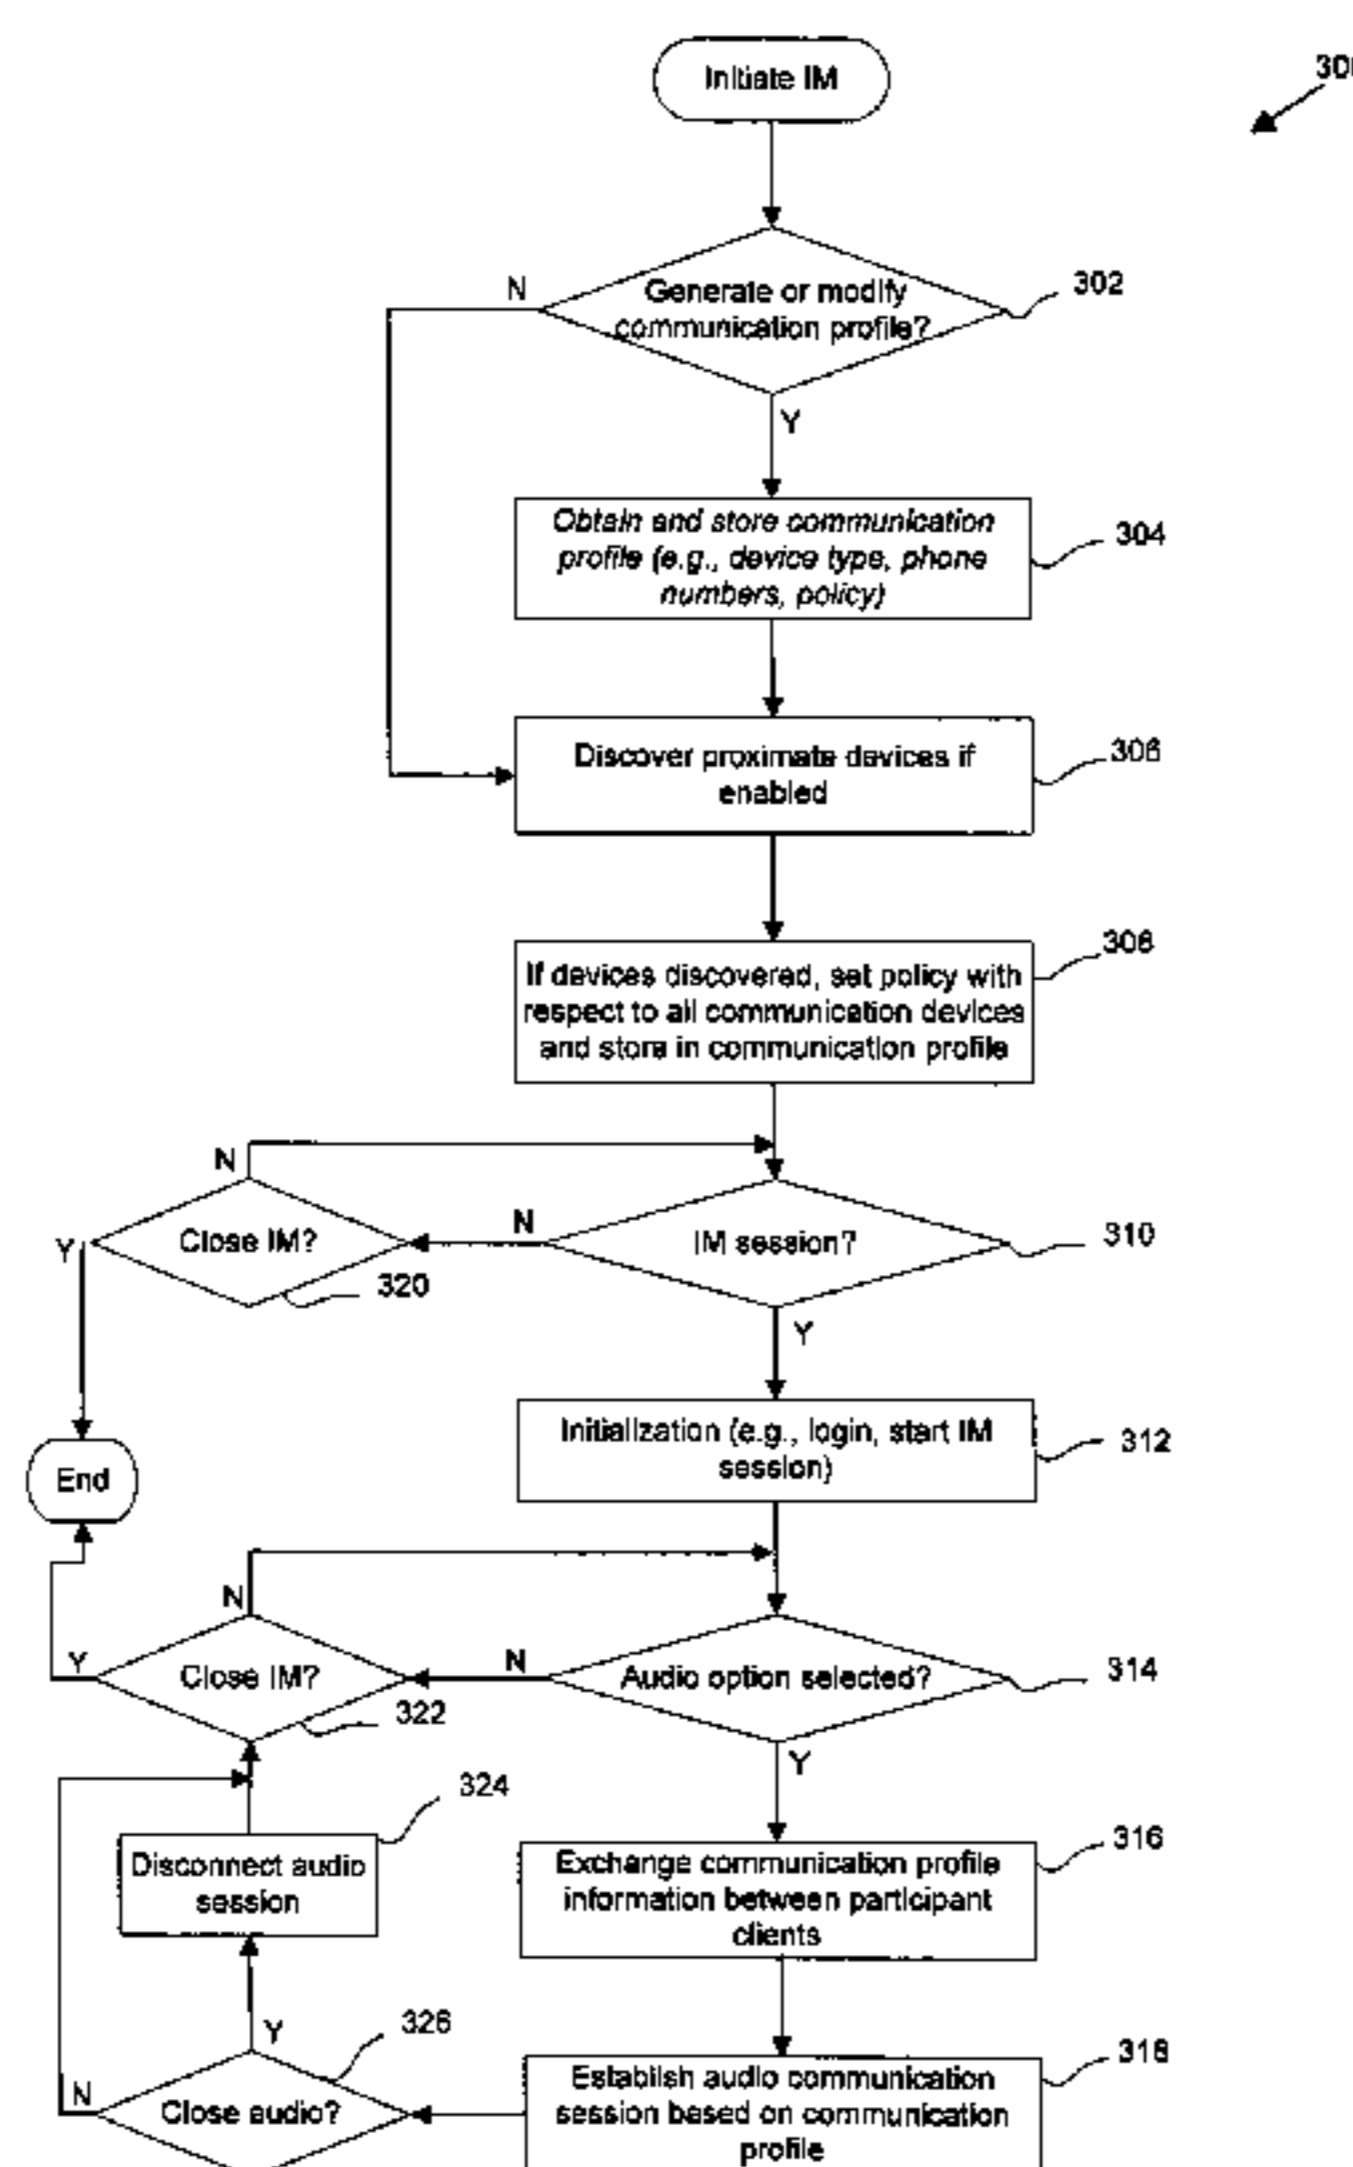 Initiate IM
300
N
Generate or modify
communication profile?
302
Y
Obtain and store communication
profile (e.g., device type, phone
numbers, policy)
304
Discover proximate devices if
enabled
306
If devices discovered, set policy with
respect to all communication devices
and store in communication profile
308
N
Y
Close IM?
320
N
IM session?
310
Y
Initialization (e.g., login, start IM
session)
312
End
N
Y
Close IM?
322
N
Audio option selected?
314
Y
324
Disconnect audio
session
Exchange communication profile
information between participant
clients
316
Y
326
N
Close audio?
Establish audio communication
session based on communication
profile
318